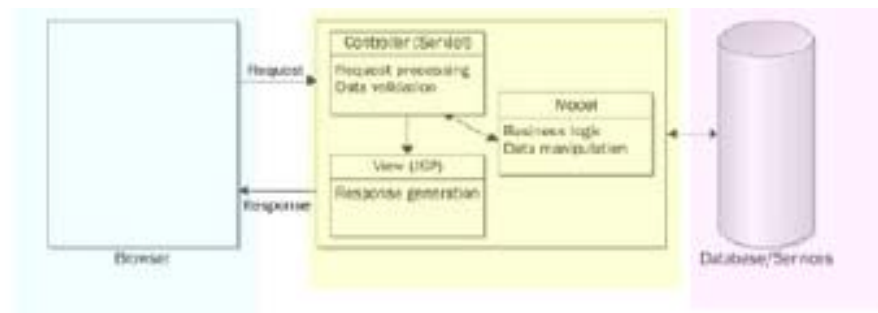 Controller (Servlet)
Request processing
Data validation
Request
Model
Business logic
Data manipulation
View (JSP)
Response generation
Response
Browser
Database/Services